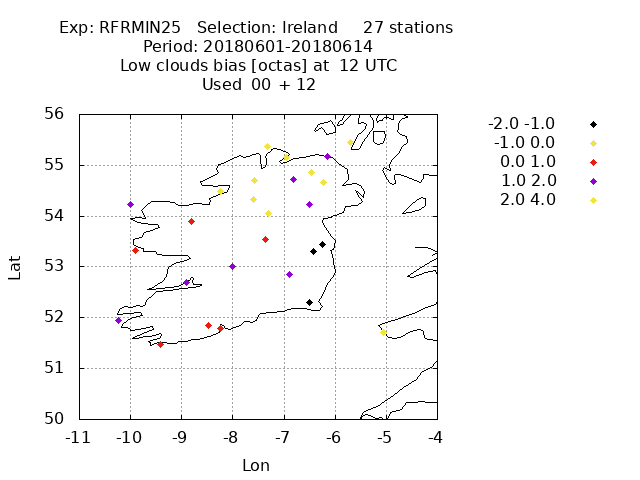 Exp: RFRMIN25 Selection: Ireland 27 stations
Period: 20180601-20180614
Low clouds bias [octas] at 12 UTC
Used 00 + 12
56
55
54
53
52
51
50
-11 -10 -9 -8 -7 -6 -5 -4
Lat
Lon
-2.0 -1.0
-1.0 0.0
0.0 1.0
1.0 2.0
2.0 4.0